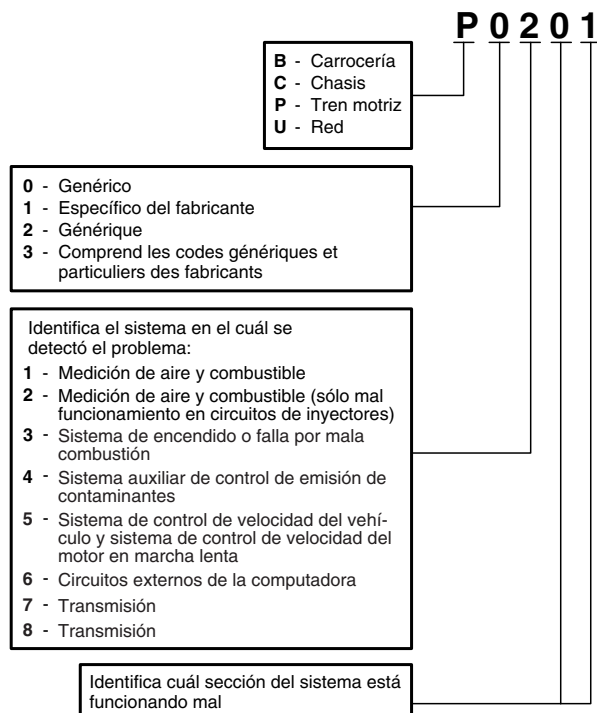 P 0 2 0 1
B - Carrocería
C - Chasis
P - Tren motriz
U - Red
0 - Genérico
1 - Específico del fabricante
2 - Générique
3 - Comprend les codes génériques et
particuliers des fabricants
Identifica el sistema en el cuál se
detectó el problema:
1 - Medición de aire y combustible
2 - Medición de aire y combustible (sólo mal
funcionamiento en circuitos de inyectores)
3 - Sistema de encendido o falla por mala
combustión
4 - Sistema auxiliar de control de emisión de
contaminantes
5 - Sistema de control de velocidad del vehí-
culo y sistema de control de velocidad del
motor en marcha lenta
6 - Circuitos externos de la computadora
7 - Transmisión
8 - Transmisión
Identifica cuál sección del sistema está
funcionando mal